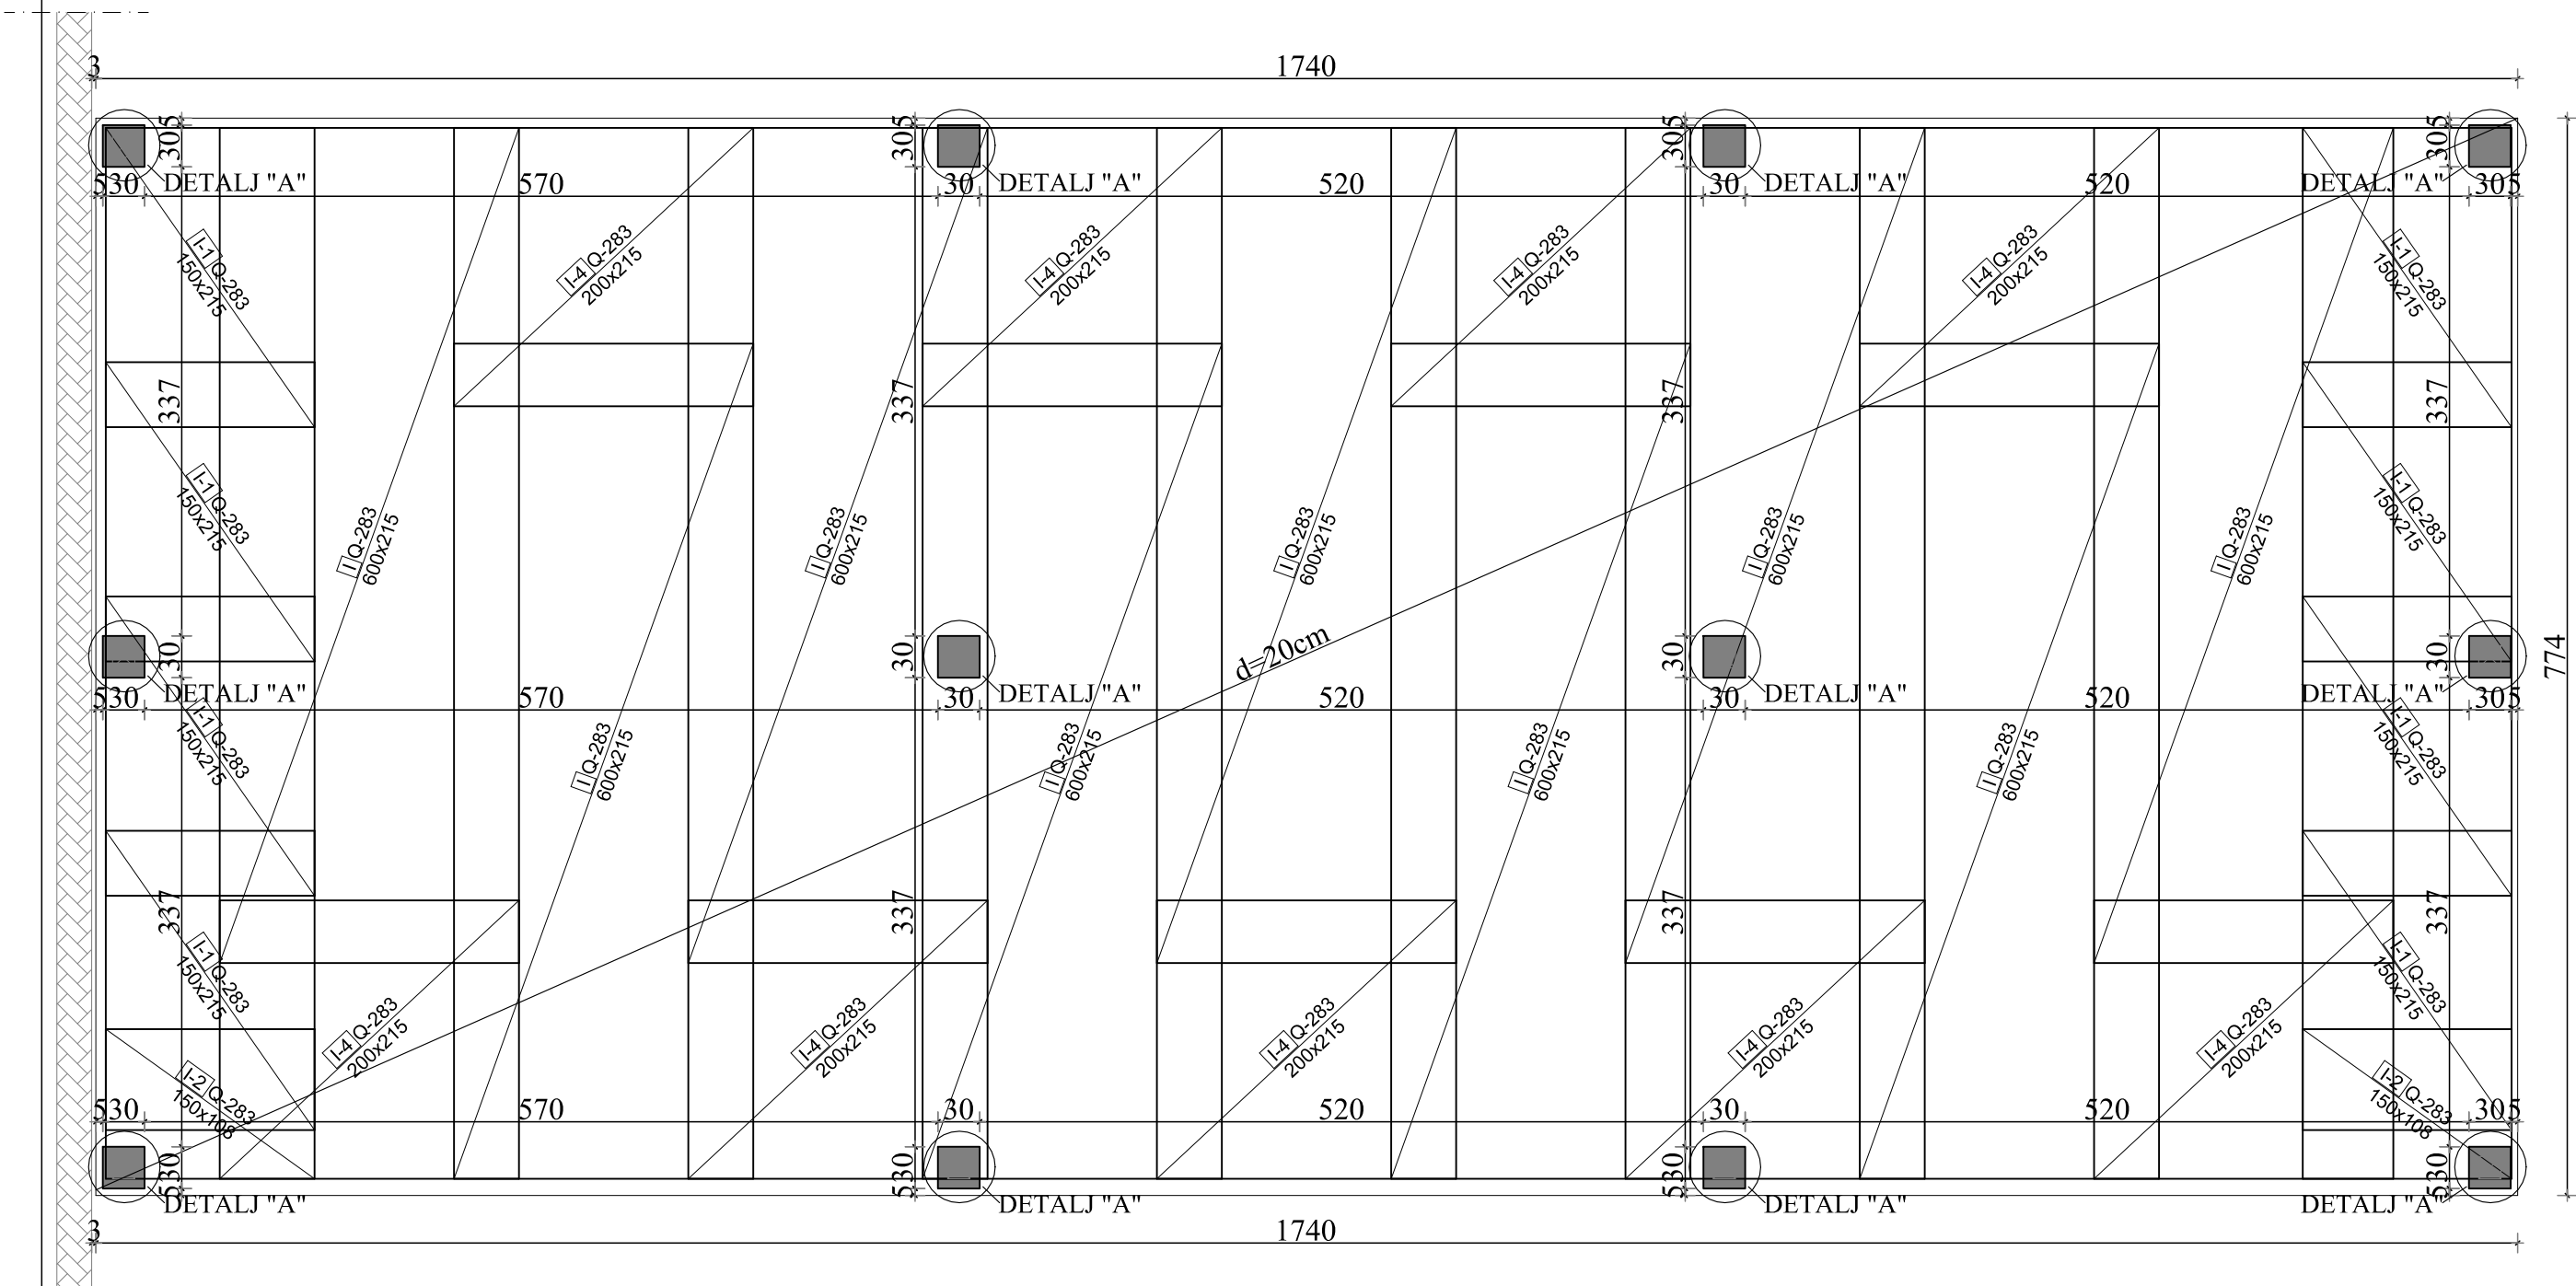 3
1740
305
305
305
305
530
DETALJ "A"
570
30
DETALJ "A"
520
30
DETALJ "A"
520
DETALJ "A"
305
I-1 Q-283
150x215
I-4 Q-283
200x215
I-4 Q-283
200x215
I-4 Q-283
200x215
I-4 Q-283
200x215
I-1 Q-283
150x215
337
337
337
337
I-1 Q-283
150x215
I Q-283
600x215
I Q-283
600x215
I Q-283
600x215
I Q-283
600x215
I Q-283
600x215
I-1 Q-283
150x215
30
30
30
30
d=20cm
774
530
DETALJ "A"
570
30
DETALJ "A"
520
30
DETALJ "A"
520
DETALJ "A"
305
I-1 Q-283
150x215
I Q-283
600x215
I Q-283
600x215
I Q-283
600x215
I Q-283
600x215
I-1 Q-283
150x215
337
337
337
337
I-1 Q-283
150x215
I-4 Q-283
200x215
I-4 Q-283
200x215
I-4 Q-283
200x215
I-4 Q-283
200x215
I-4 Q-283
200x215
I-1 Q-283
150x215
I-2 Q-283
150x108
I-2 Q-283
150x108
530
570
30
520
30
520
305
530
530
530
530
DETALJ "A"
DETALJ "A"
DETALJ "A"
DETALJ "A"
3
1740